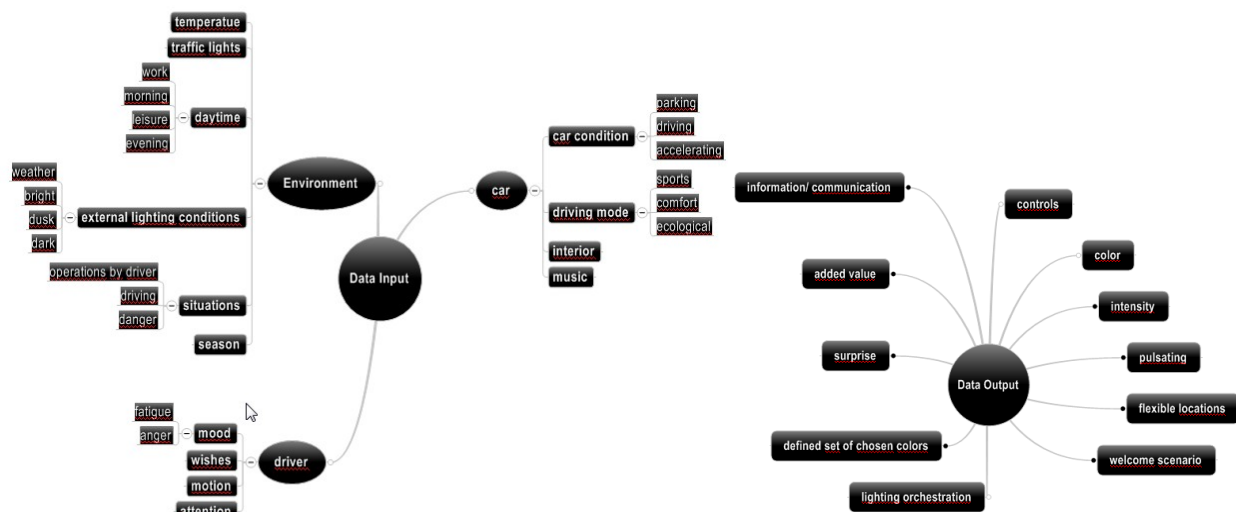 temperatue
traffic lights
work
morning
leisure
evening
daytime
weather
bright
dusk
dark
external lighting conditions
operations by driver
driving
danger
situations
season
Environment
Data Input
fatigue
anger
mood
wishes
motion
attention
driver
car
car condition
parking
driving
accelerating
driving mode
sports
comfort
ecological
interior
music
information/ communication
added value
surprise
defined set of chosen colors
lighting orchestration
Data Output
controls
color
intensity
pulsating
flexible locations
welcome scenario